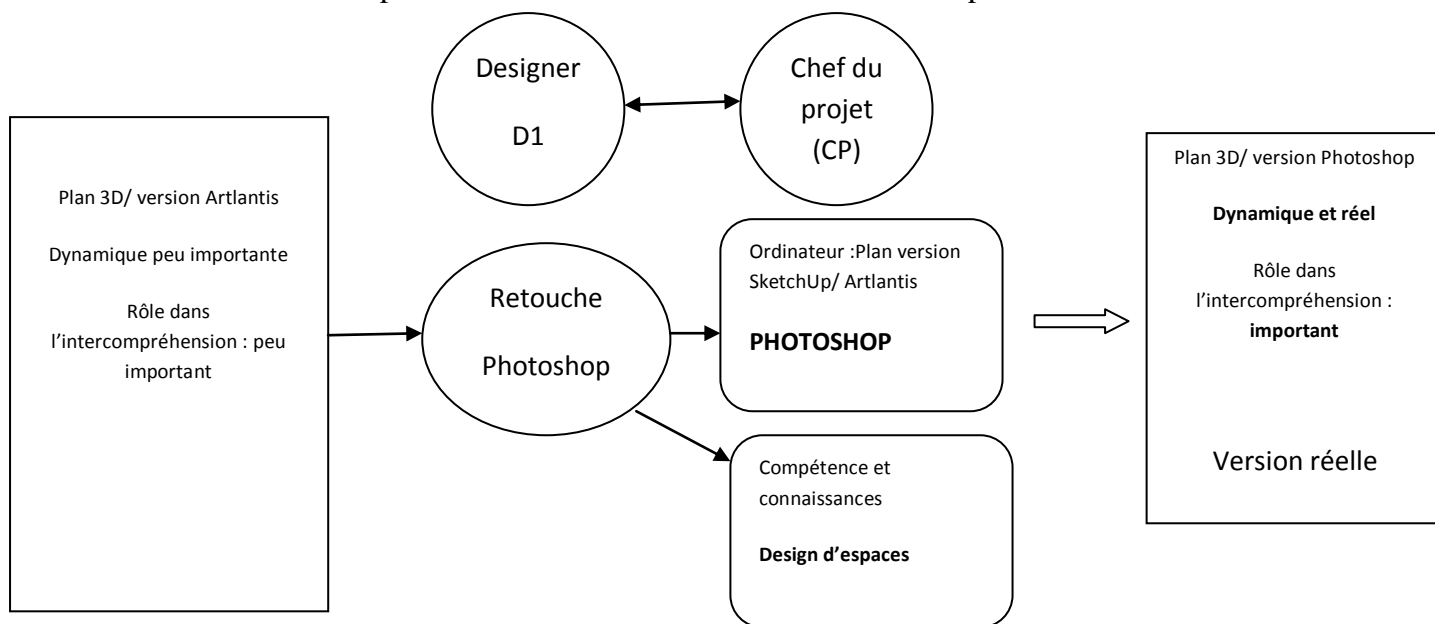 Designer
D1
Chef du
projet
(CP)
Plan 3D/ version Artlantis
Dynamique peu importante
Rôle dans
l’intercompréhension : peu
important
Retouche
Photoshop
Ordinateur :Plan version
SketchUp/ Artlantis
PHOTOSHOP
Compétence et
connaissances
Design d’espaces
Plan 3D/ version Photoshop
Dynamique et réel
Rôle dans
l’intercompréhension :
important
Version réelle